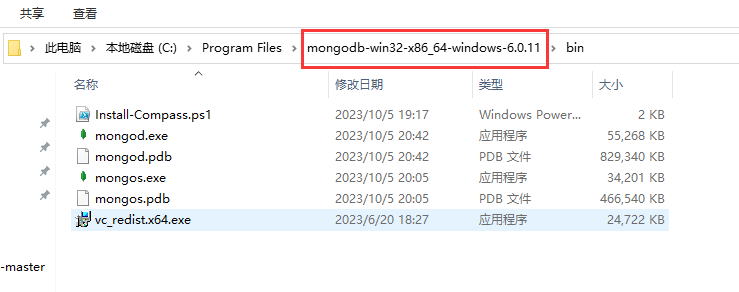 共享 查看
此电脑 本地磁盘 (C:) Program Files mongodb-win32-x86_64-windows-6.0.11 bin
名称 修改日期 类型 大小
Install-Compass.ps1 2023/10/5 19:17 Windows Power... 2 KB
mongod.exe 2023/10/5 20:42 应用程序 55,268 KB
mongod.pdb 2023/10/5 20:42 PDB 文件 829,340 KB
mongos.exe 2023/10/5 20:05 应用程序 34,201 KB
mongos.pdb 2023/10/5 20:05 PDB 文件 466,540 KB
vc_redist.x64.exe 2023/6/20 18:27 应用程序 24,722 KB
-master